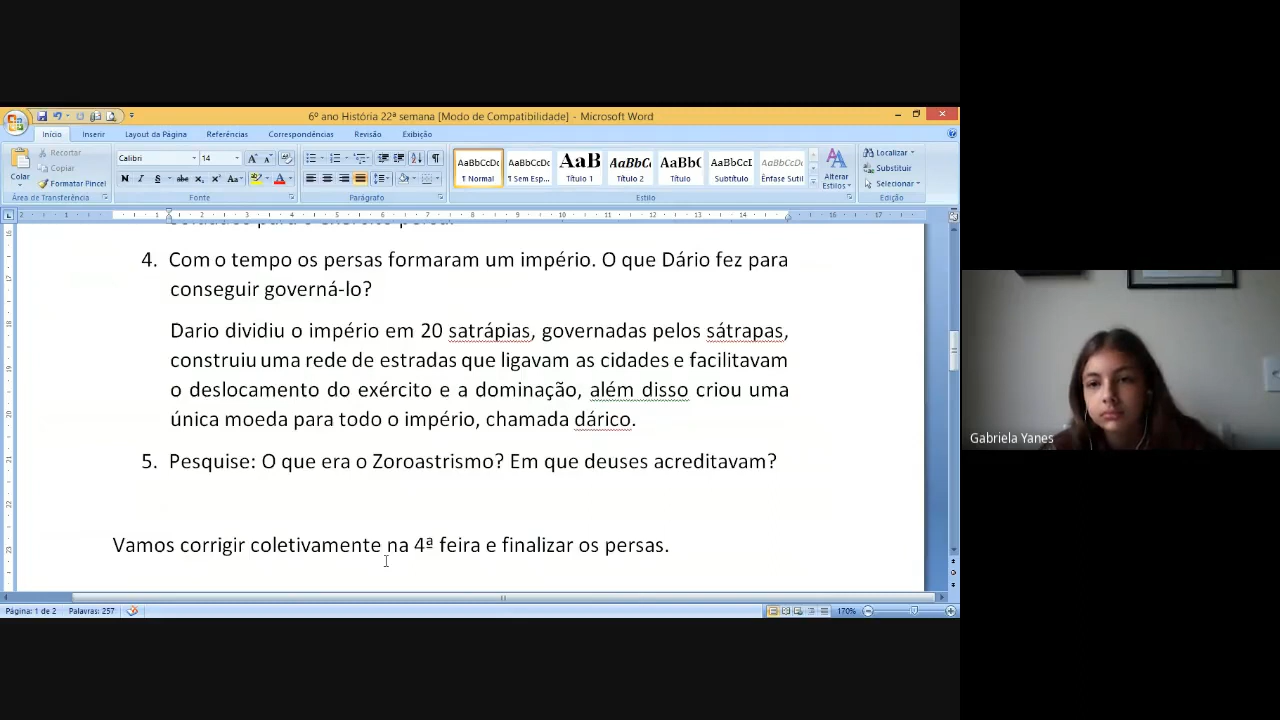 6º ano História 22ª semana [Modo de Compatibilidade] - Microsoft Word
Início Inserir Layout da Página Referências Correspondências Revisão Exibição
Colar
Recortar
Copiar
Formatar Pincel
Área de Transferência
Calibri 14
Fonte
Parágrafo
AaBbCcDc AaBbCcDc AaB AaBbCc AaBbC AaBbCcI AaBbCcDc
¶ Normal ¶ Sem Esp... Título 1 Título 2 Título Subtítulo Ênfase Sutil
Alterar Estilos
Estilo
Localizar
Substituir
Selecionar
Edição
4. Com o tempo os persas formaram um império. O que Dário fez para
conseguir governá-lo?
Dario dividiu o império em 20 satrápias, governadas pelos sátrapas,
construiu uma rede de estradas que ligavam as cidades e facilitavam
o deslocamento do exército e a dominação, além disso criou uma
única moeda para todo o império, chamada dárico.
5. Pesquise: O que era o Zoroastrismo? Em que deuses acreditavam?
Vamos corrigir coletivamente na 4ª feira e finalizar os persas.
Página: 1 de 2 Palavras: 257 170%
Gabriela Yanes